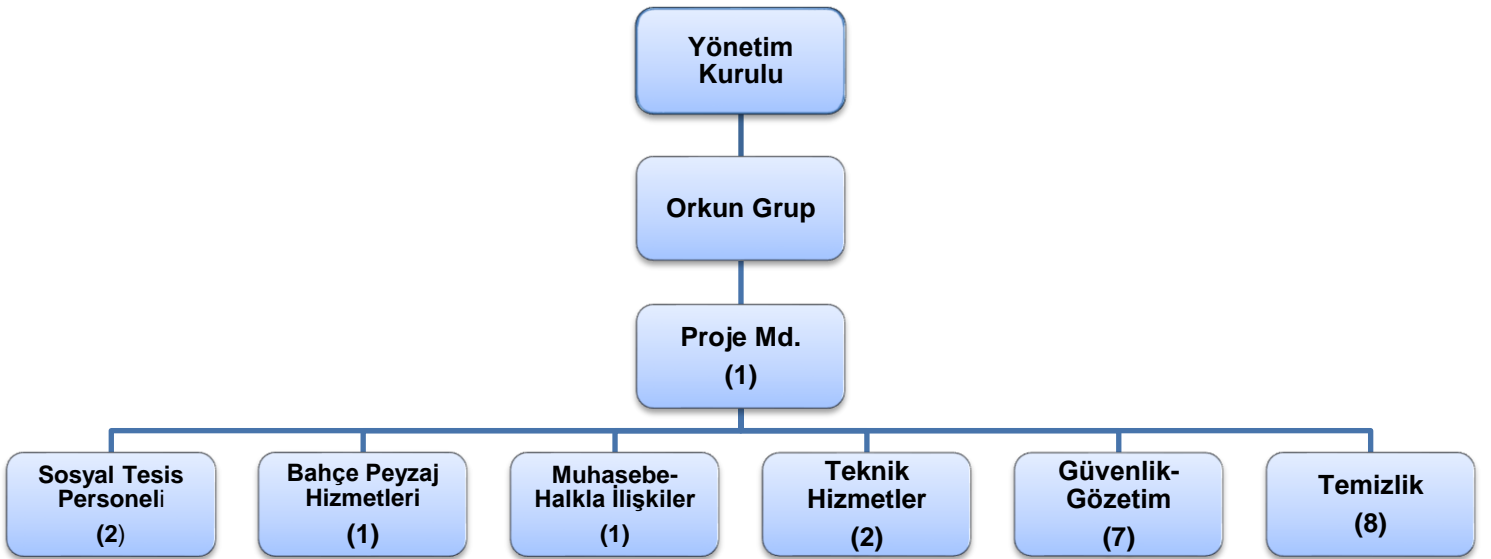 Yönetim
Kurulu
Orkun Grup
Proje Md.
(1)
Sosyal Tesis
Personeli
(2)
Bahçe Peyzaj
Hizmetleri
(1)
Muhasebe-
Halkla İlişkiler
(1)
Teknik
Hizmetler
(2)
Güvenlik-
Gözetim
(7)
Temizlik
(8)